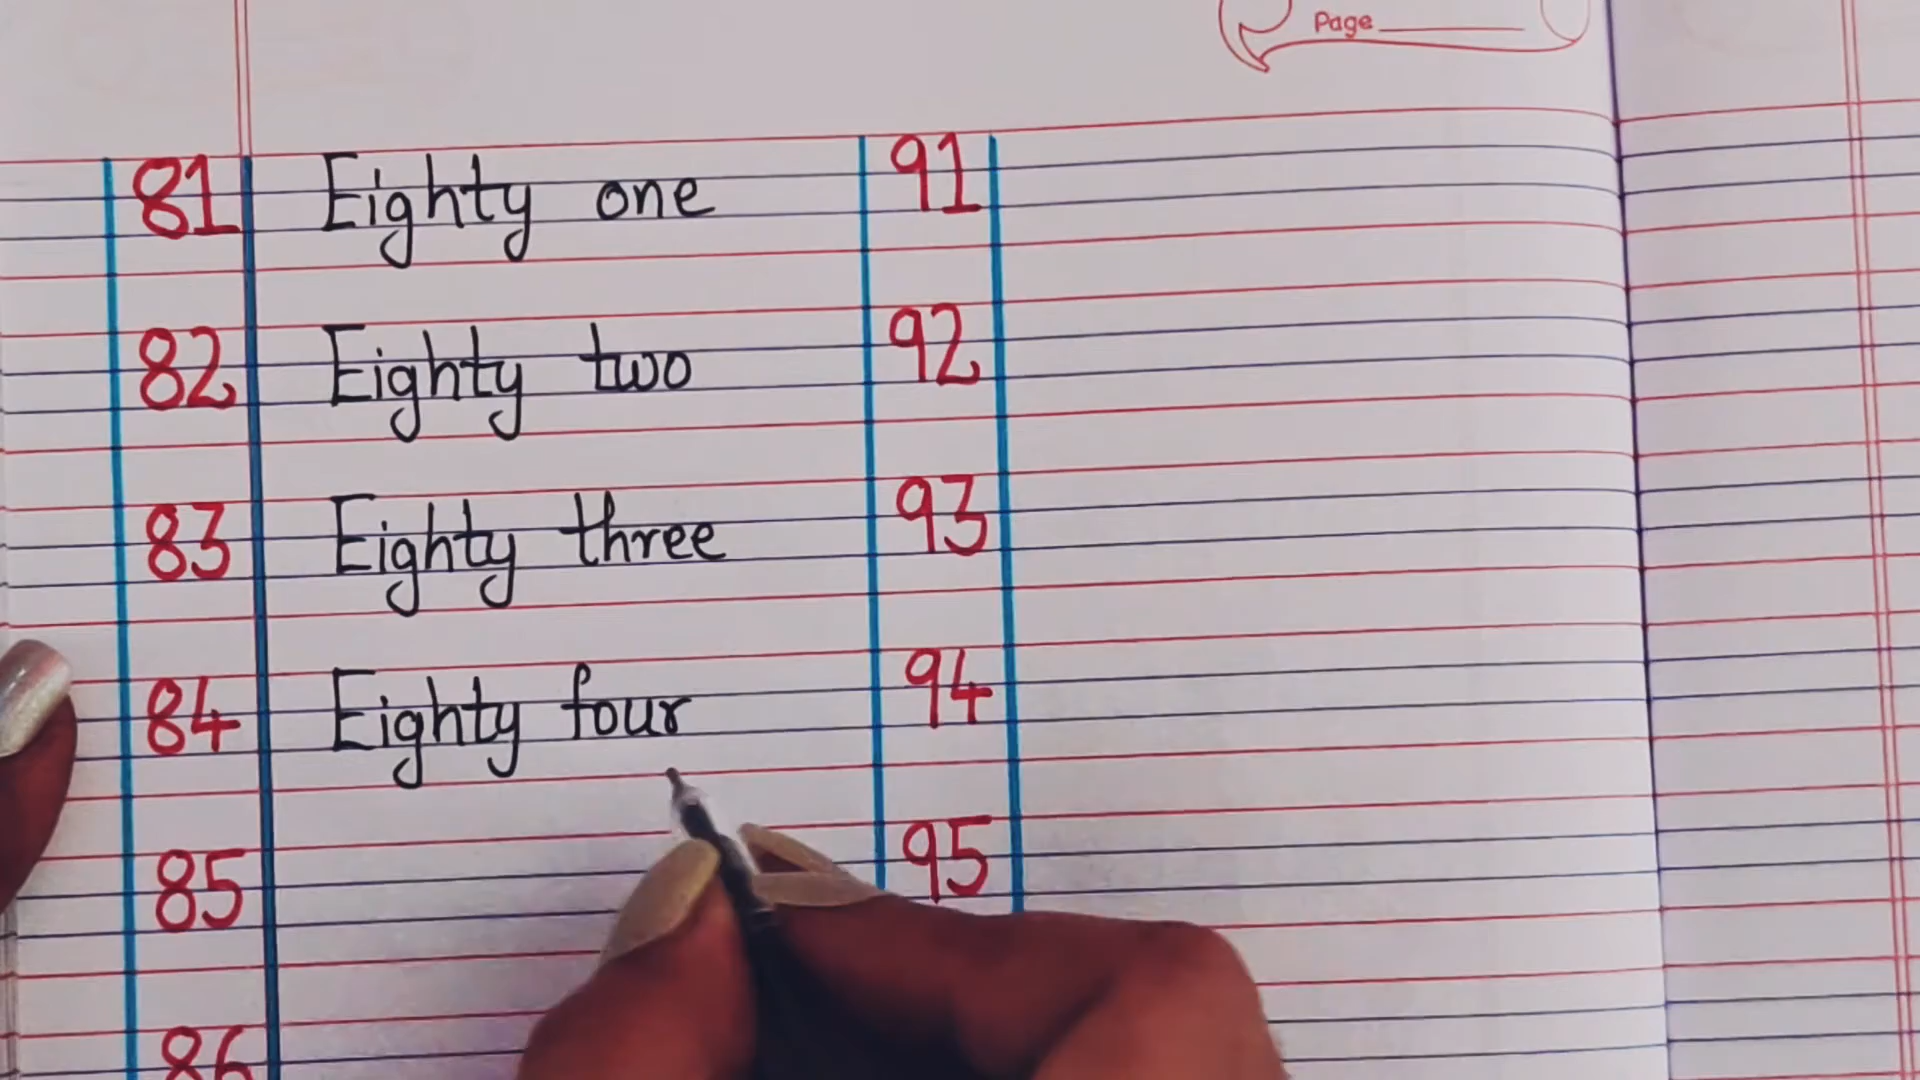 Page
81 Eighty one 91
82 Eighty two 92
83 Eighty three 93
84 Eighty four 94
85 95
86